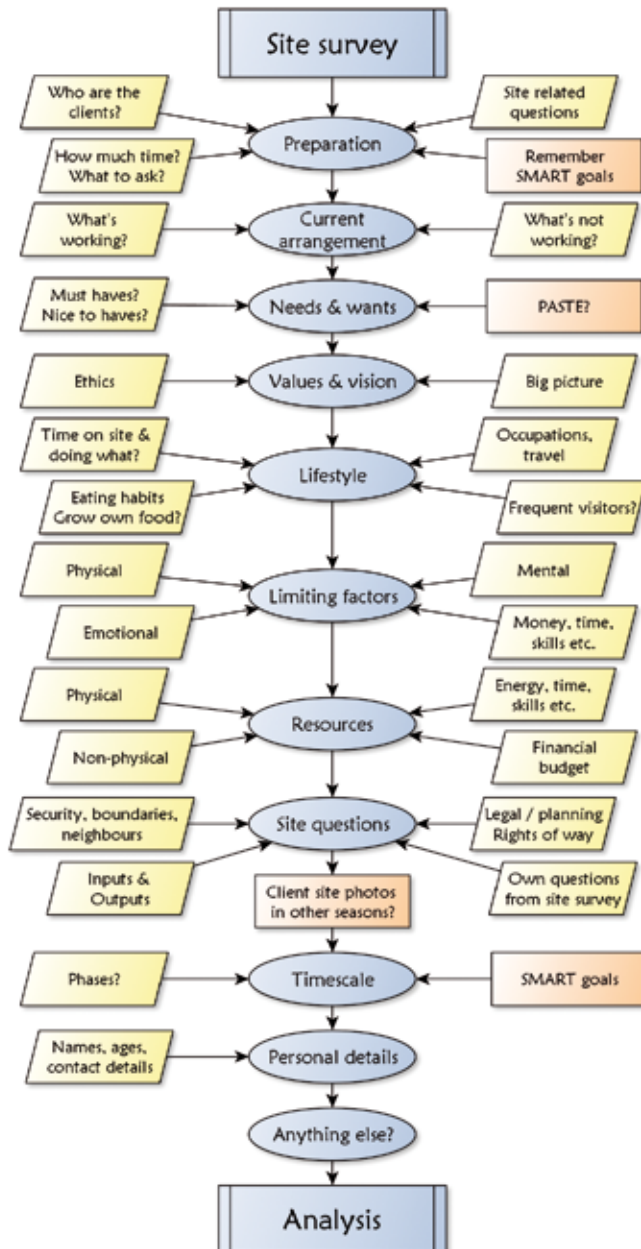 Site survey
Who are the
clients?
Site related
questions
Preparation
How much time?
What to ask?
Remember
SMART goals
What's
working?
Current
arrangement
What's not
working?
Must haves?
Nice to haves?
Needs & wants
PASTE?
Ethics
Values & vision
Big picture
Time on site &
doing what?
Occupations,
travel
Lifestyle
Eating habits
Grow own food?
Frequent visitors?
Physical
Mental
Limiting factors
Emotional
Money, time,
skills etc.
Physical
Energy, time,
skills etc.
Resources
Non-physical
Financial
budget
Security, boundaries,
neighbours
Site questions
Legal / planning
Rights of way
Inputs &
Outputs
Client site photos
in other seasons?
Own questions
from site survey
Phases?
Timescale
SMART goals
Names, ages,
contact details
Personal details
Anything else?
Analysis